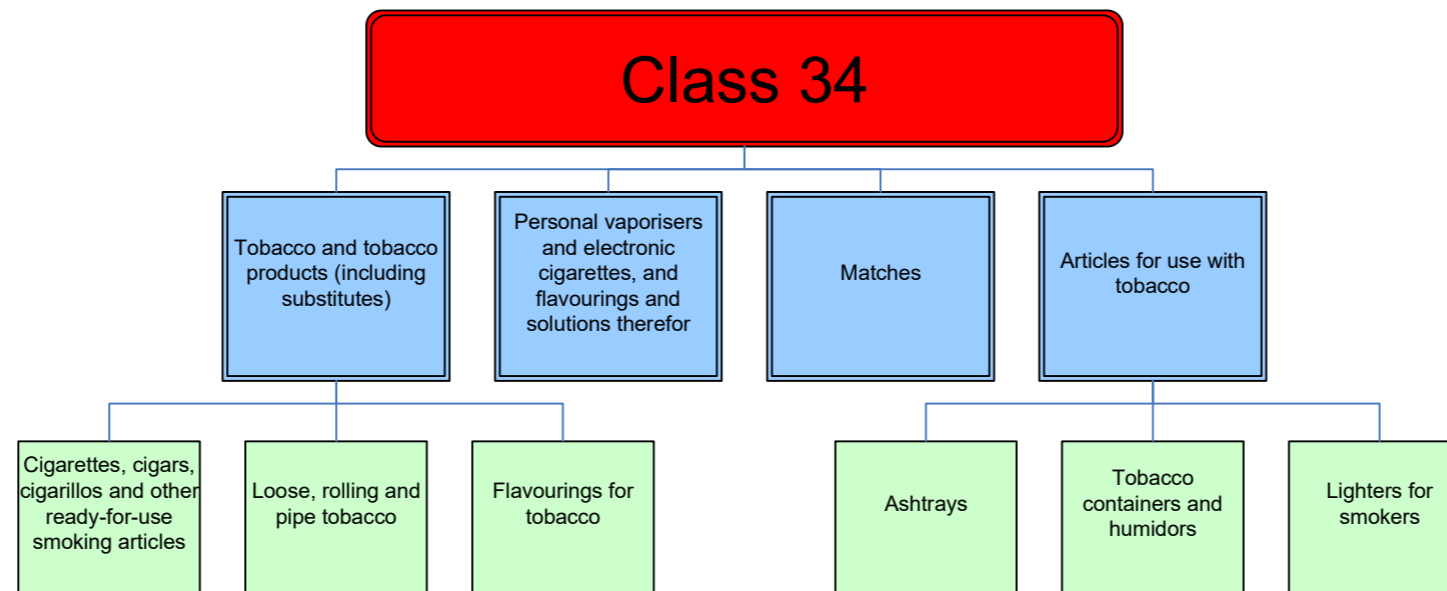 Class 34
Tobacco and tobacco
products (including
substitutes)
Personal vaporisers
and electronic
cigarettes, and
flavourings and
solutions therefor
Matches
Articles for use with
tobacco
Cigarettes, cigars,
cigarillos and other
ready-for-use
smoking articles
Loose, rolling and
pipe tobacco
Flavourings for
tobacco
Ashtrays
Tobacco
containers and
humidors
Lighters for
smokers